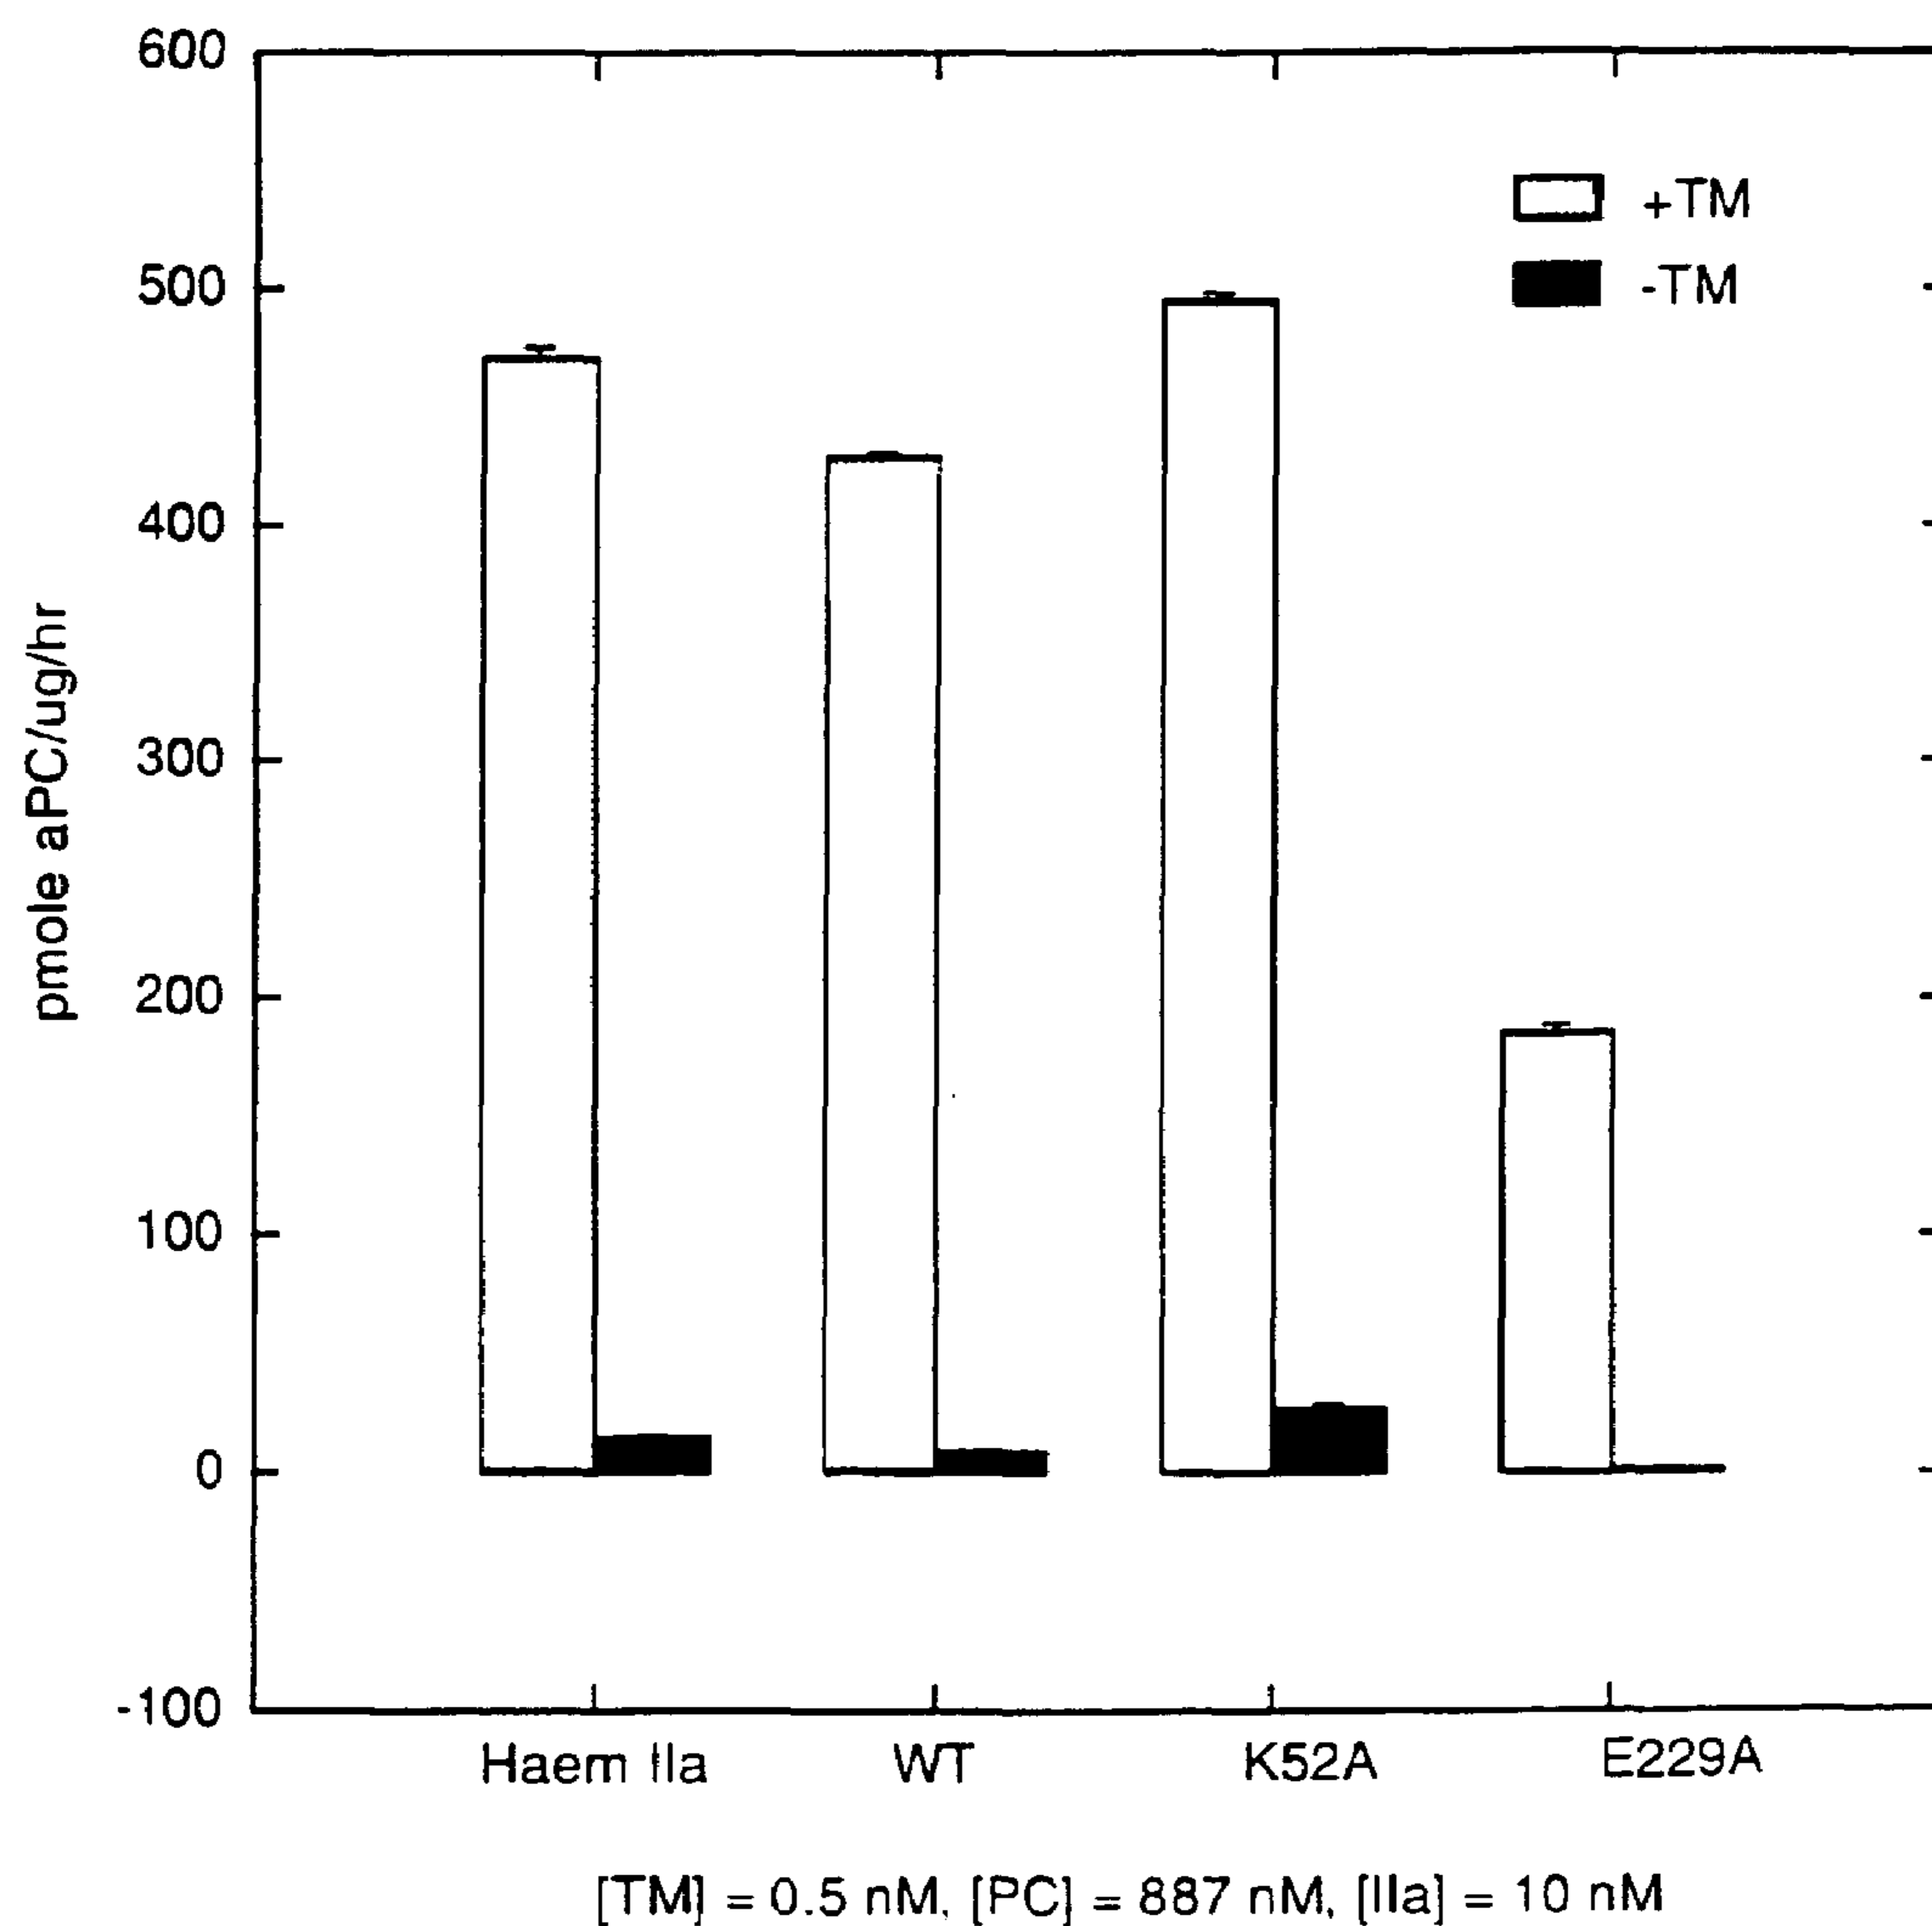 600
500
400
300
200
100
0
-100
pmole aPC/ug/hr
+TM
-TM
Haem IIa
WT
K52A
E229A
[TM] = 0.5 nM, [PC] = 887 nM, [IIa] = 10 nM